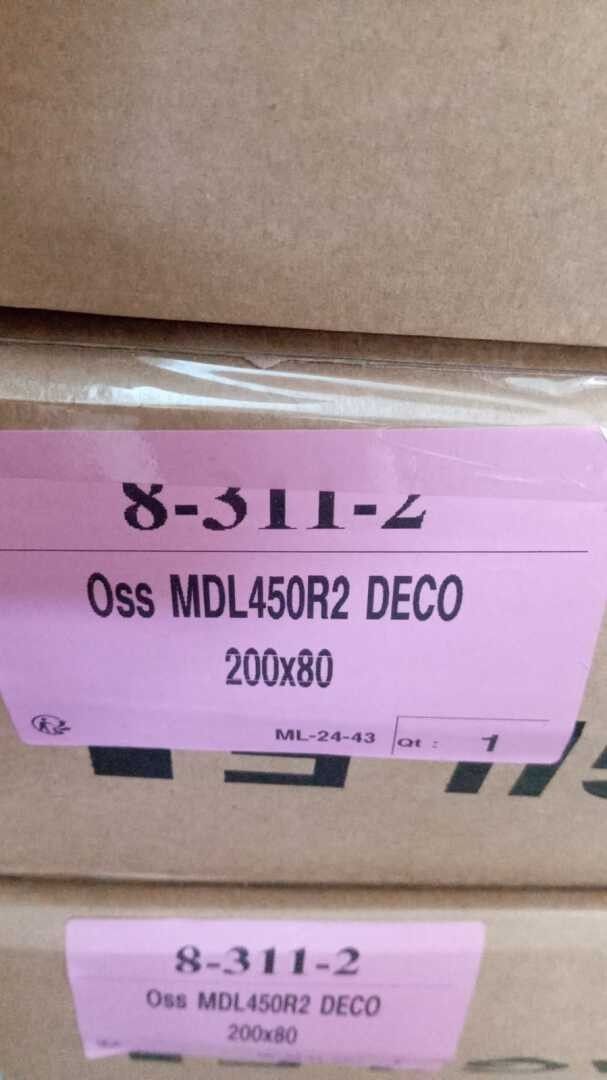 8-311-2
Oss MDL450R2 DECO
200x80
ML-24-43
Qt : 1
8-311-2
Oss MDL450R2 DECO
200x80